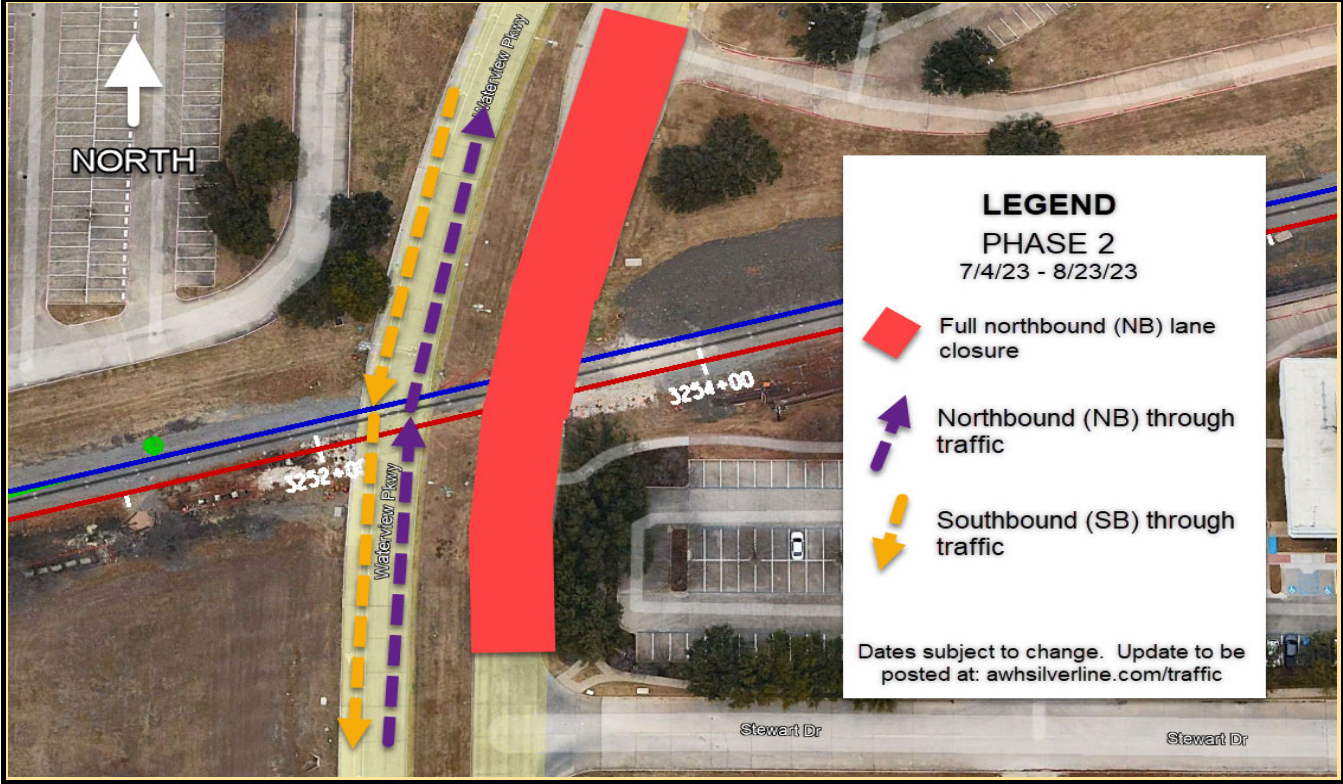 NORTH
Waterview Pkwy
Waterview Pkwy
3252+00
3254+00
Stewart Dr
Stewart Dr
LEGEND
PHASE 2
7/4/23 - 8/23/23
Full northbound (NB) lane
closure
Northbound (NB) through
traffic
Southbound (SB) through
traffic
Dates subject to change. Update to be
posted at: awhsilverline.com/traffic